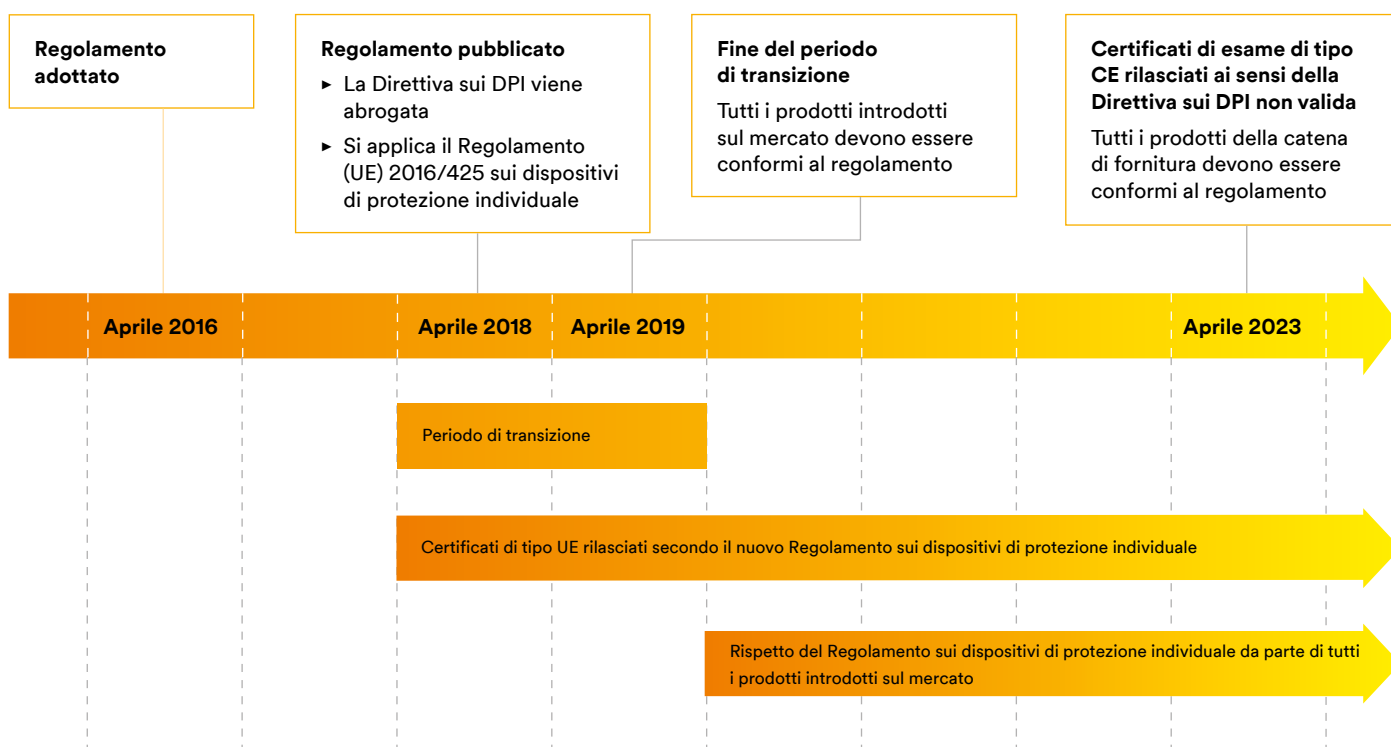 Regolamento
adottato
Regolamento pubblicato
► La Direttiva sui DPI viene
abrogata
► Si applica il Regolamento
(UE) 2016/425 sui dispositivi
di protezione individuale
Fine del periodo
di transizione
Tutti i prodotti introdotti
sul mercato devono essere
conformi al regolamento
Certificati di esame di tipo
CE rilasciati ai sensi della
Direttiva sui DPI non valida
Tutti i prodotti della catena
di fornitura devono essere
conformi al regolamento
Aprile 2016
Aprile 2018
Aprile 2019
Aprile 2023
Periodo di transizione
Certificati di tipo UE rilasciati secondo il nuovo Regolamento sui dispositivi di protezione individuale
Rispetto del Regolamento sui dispositivi di protezione individuale da parte di tutti
i prodotti introdotti sul mercato